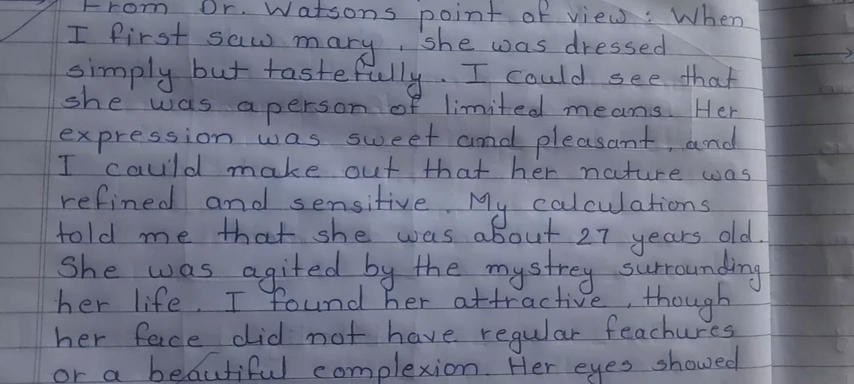 From Dr. Watsons point of view : When
I first saw mary, she was dressed
simply but tastefully. I could see that
she was a person of limited means. Her
expression was sweet and pleasant, and
I could make out that her nature was
refined and sensitive. My calculations
told me that she was about 27 years old.
She was agited by the mystrey surrounding
her life. I found her attractive, though
her face did not have regular feachures
or a beautiful complexion. Her eyes showed